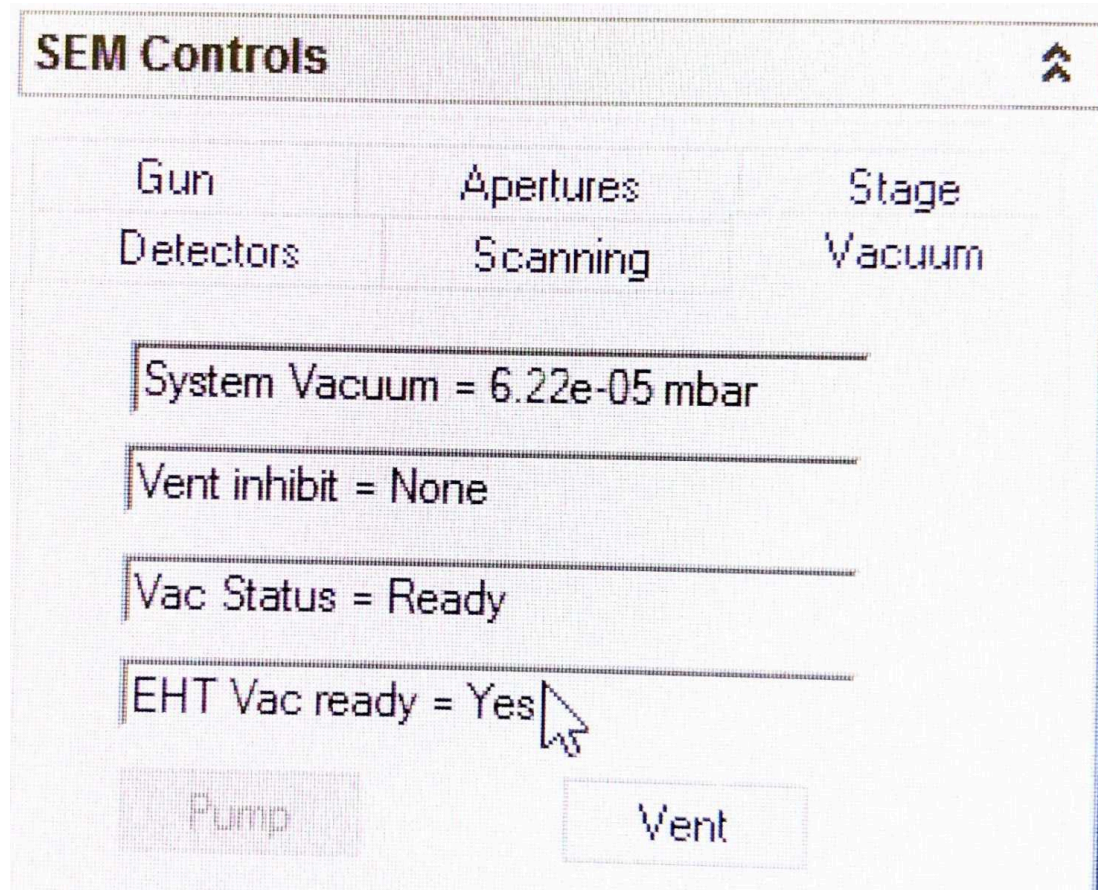 SEM Controls
Gun Apertures Stage
Detectors Scanning Vacuum
System Vacuum = 6.22e-05 mbar
Vent inhibit = None
Vac Status = Ready
EHT Vac ready = Yes
Pump Vent